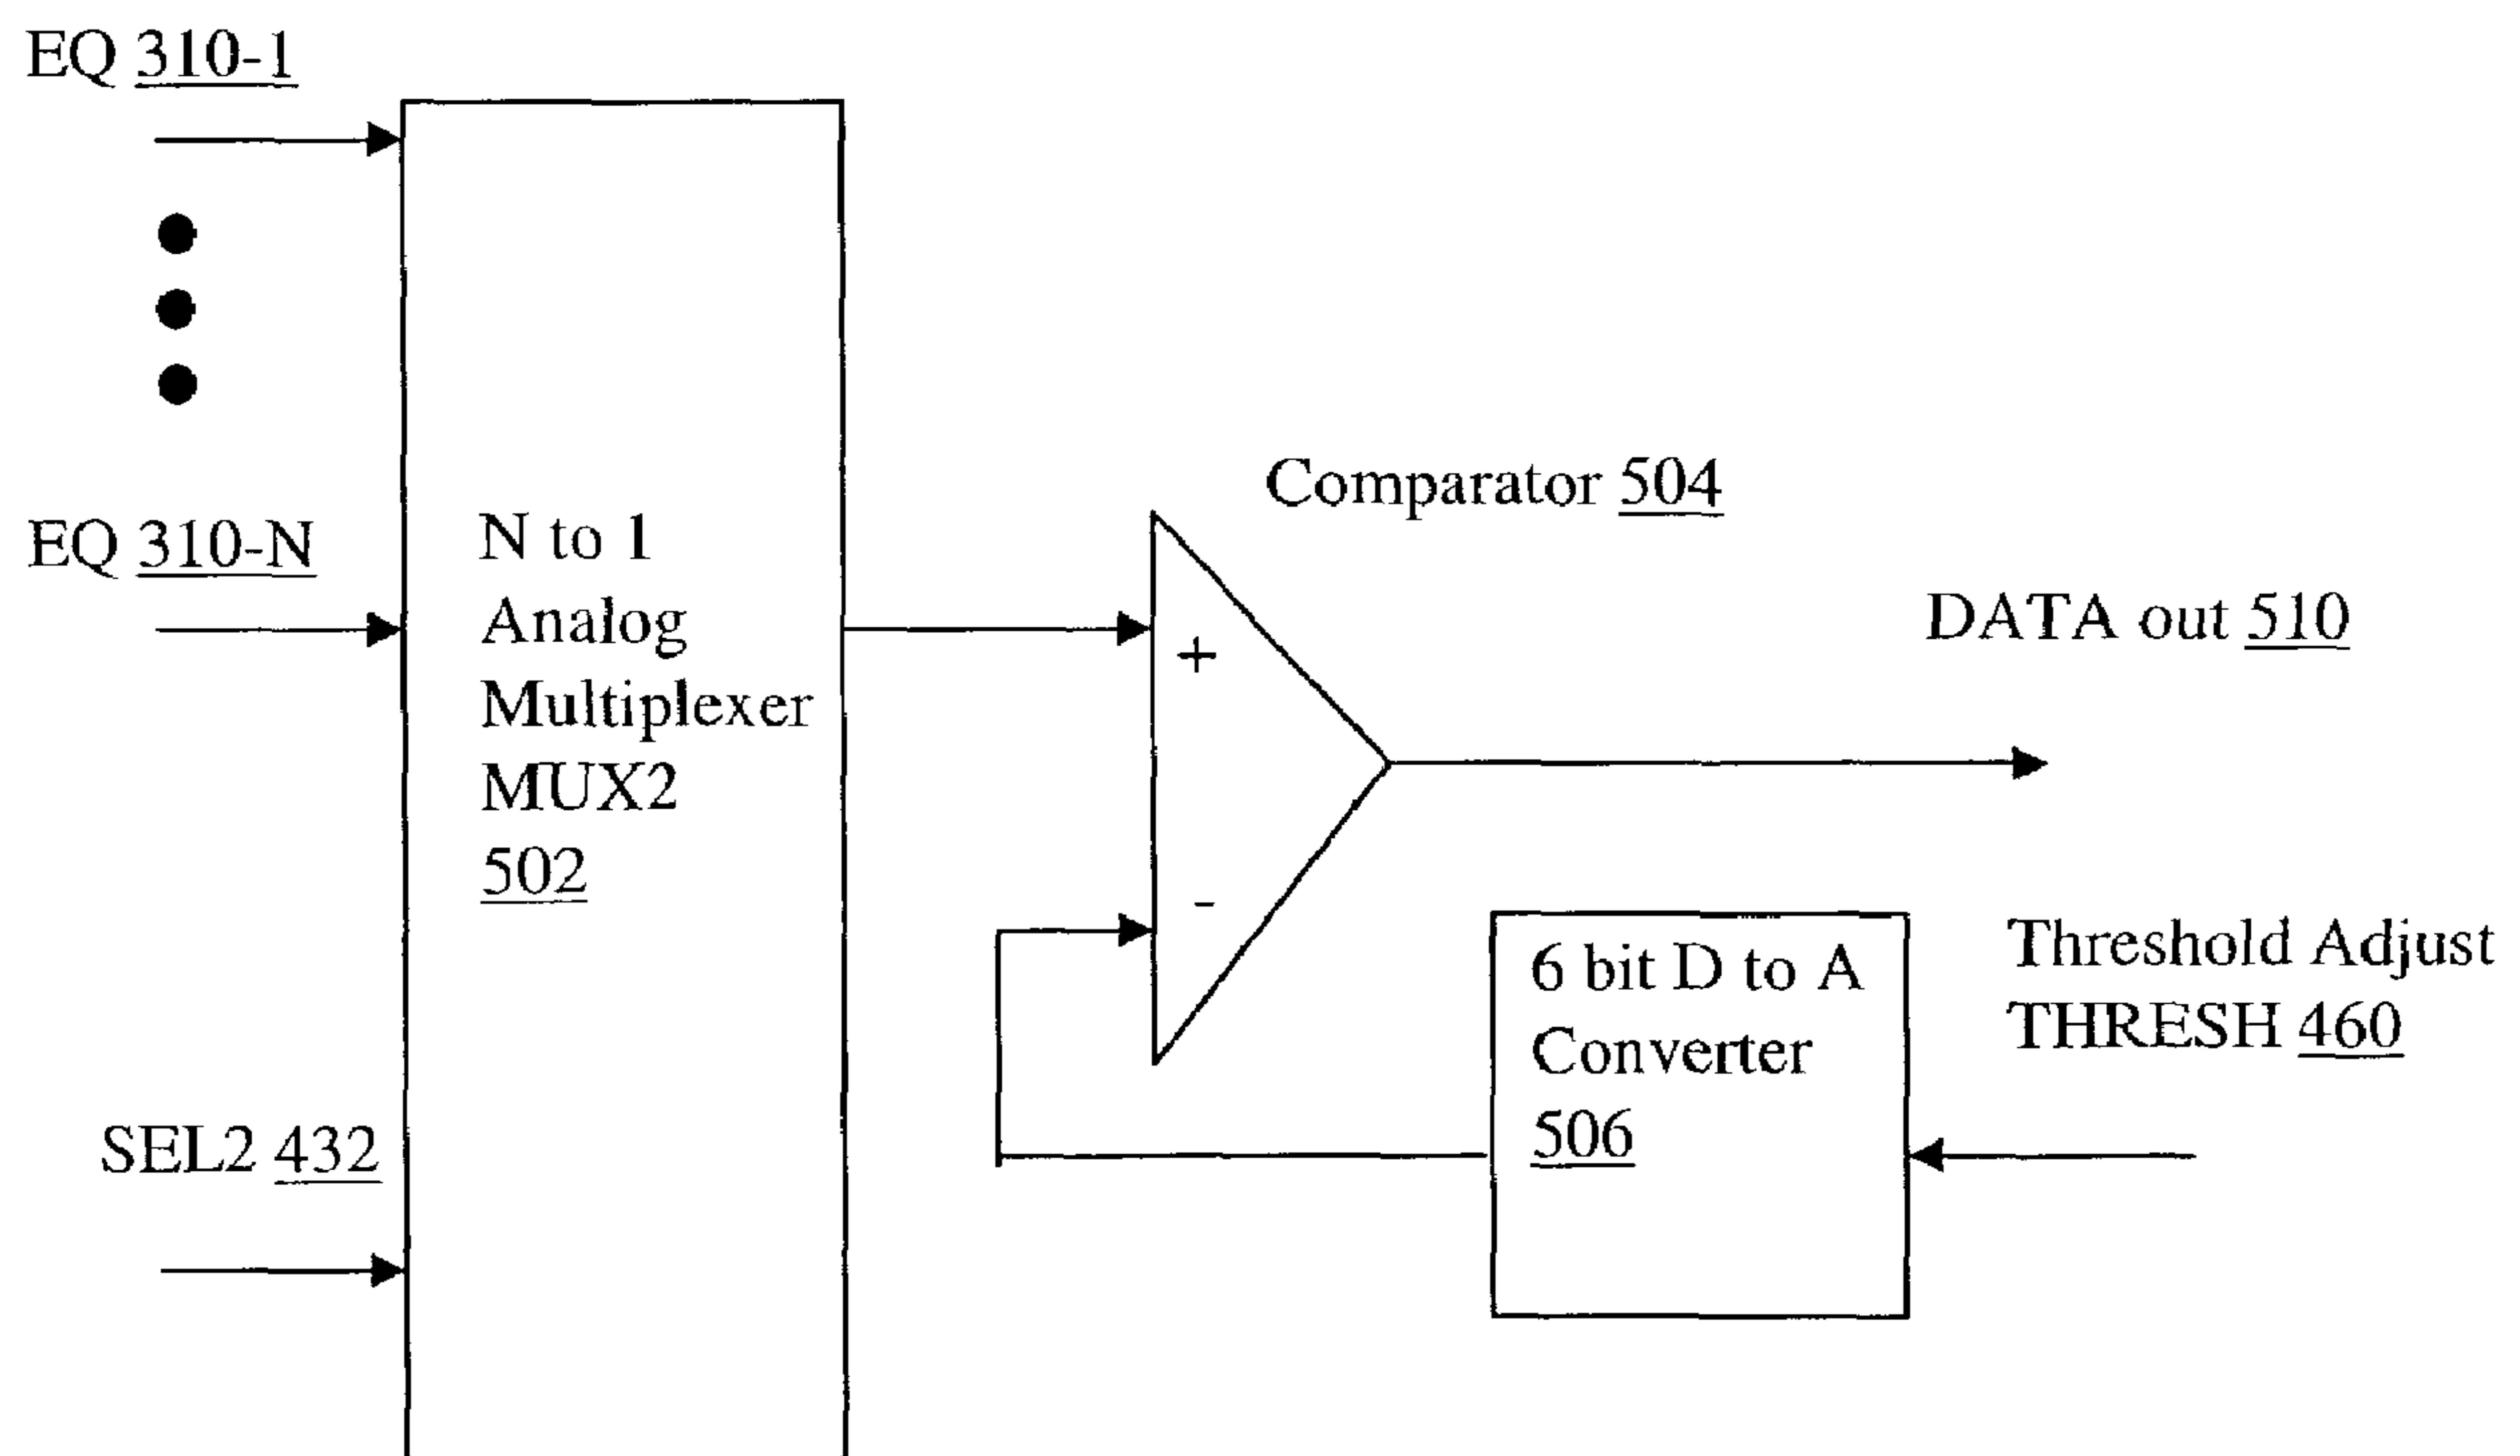 EQ 310-1
EQ 310-N
N to 1
Analog
Multiplexer
MUX2
502
SEL2 432
Comparator 504
+
-
DATA out 510
6 bit D to A
Converter
506
Threshold Adjust
THRESH 460